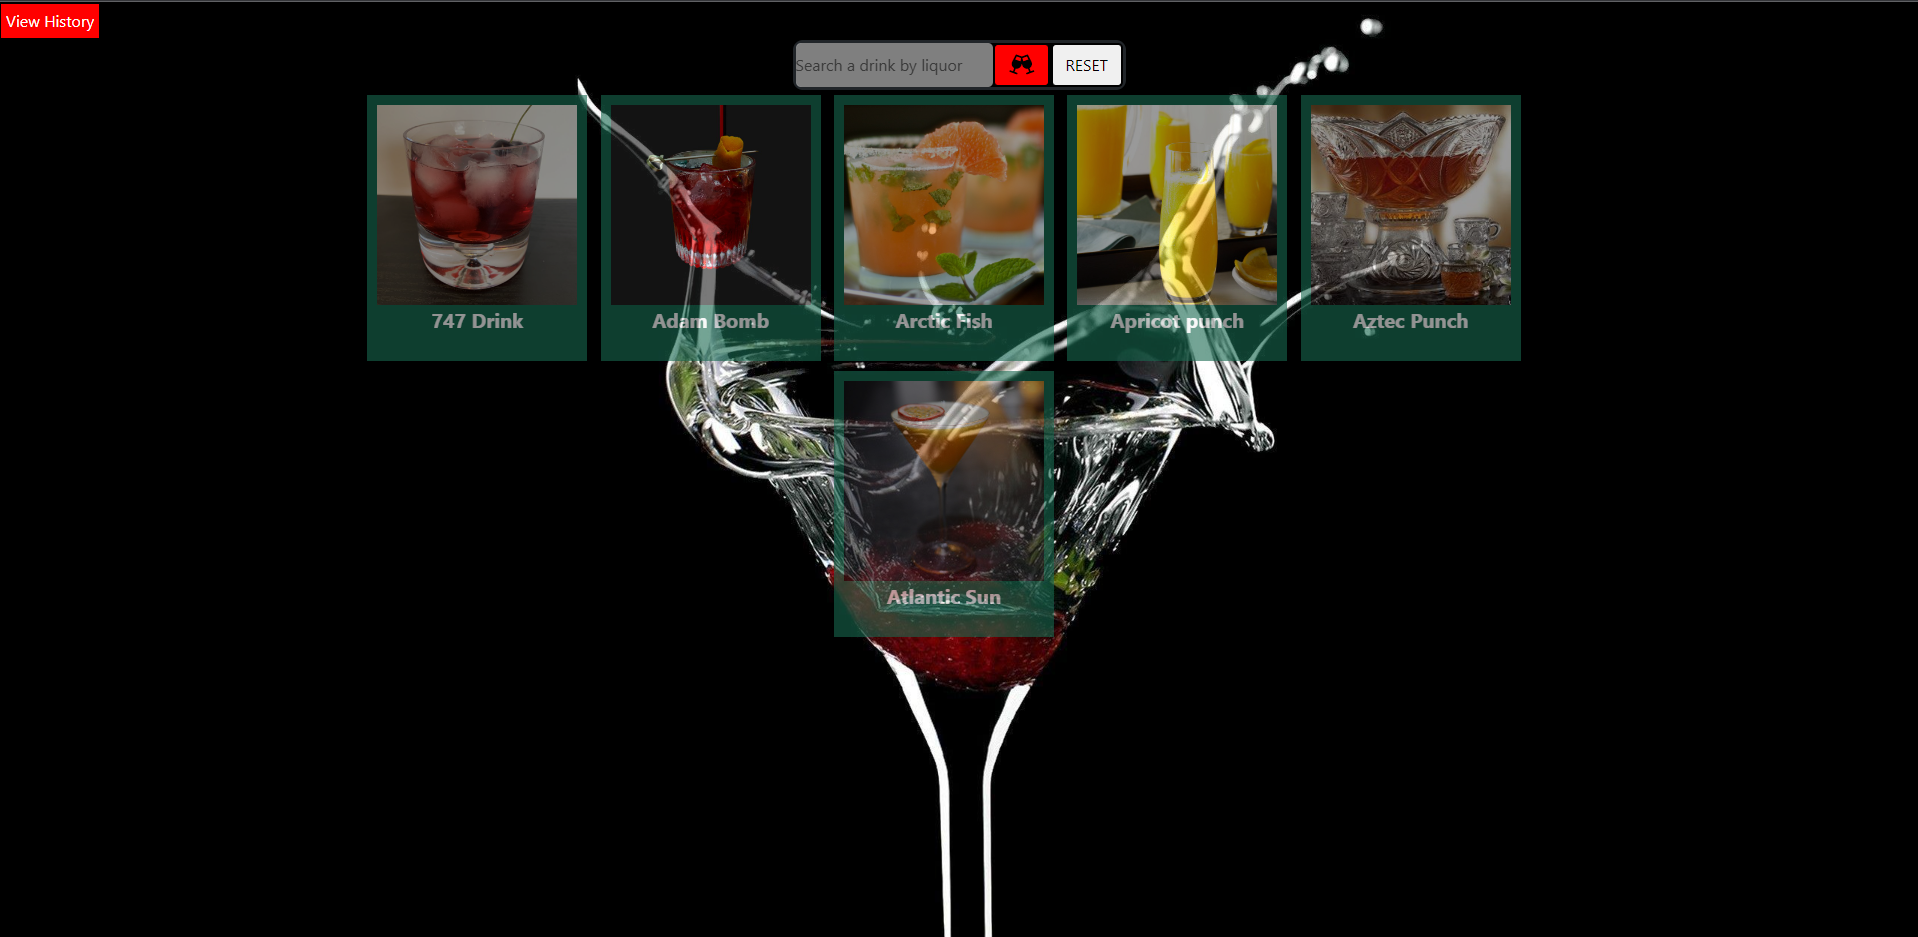 View History
Search a drink by liquor
RESET
747 Drink
Adam Bomb
Arctic Fish
Apricot punch
Aztec Punch
Atlantic Sun